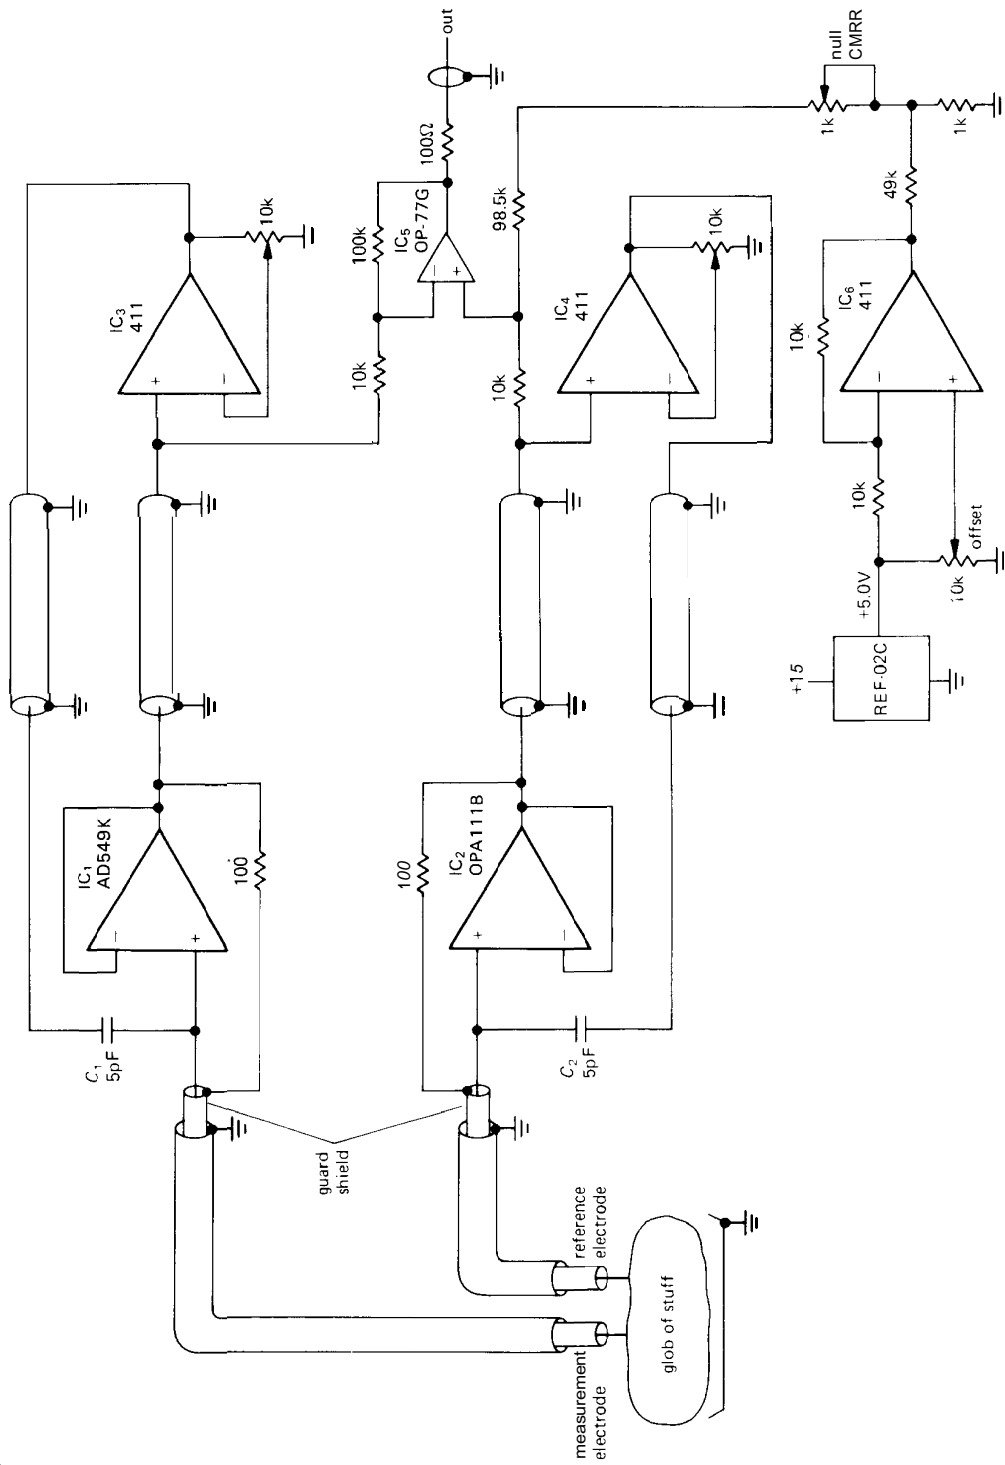 out
null
CMRR
1k
1k
100Ω
IC5
OP-77G
100k
98.5k
10k
10k
IC3
411
10k
IC4
411
10k
49k
10k
IC6
411
10k
offset
10k
+5.0V
+15
REF-02C
+
−
−
+
+
−
−
+
IC1
AD549K
−
+
100
100
IC2
OPA111B
+
−
C1
5pF
C2
5pF
guard
shield
reference
electrode
measurement
electrode
glob of stuff